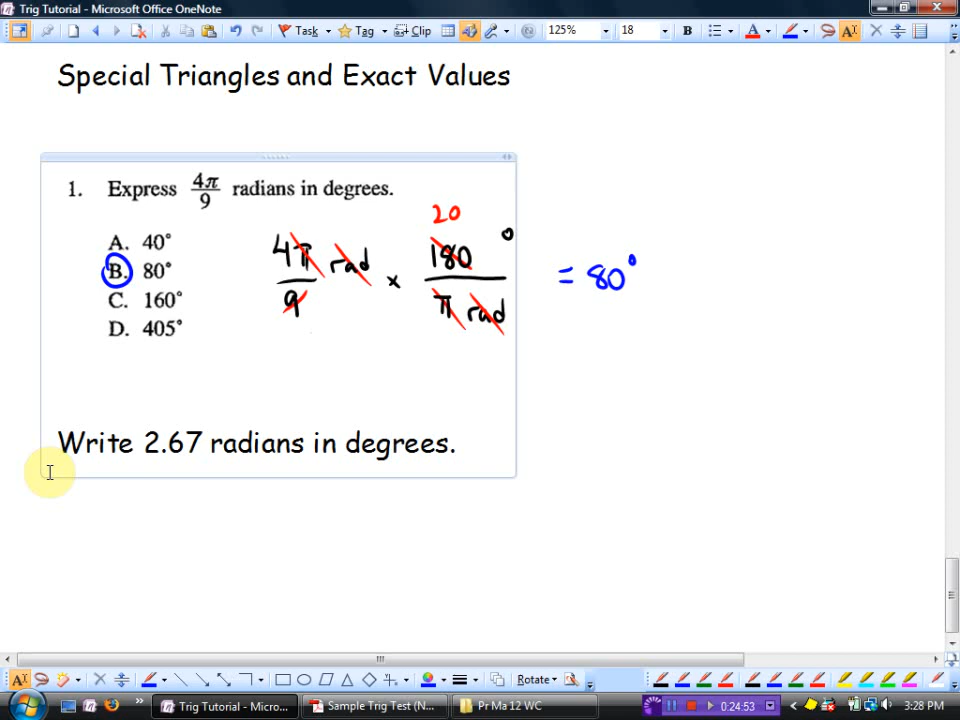 Trig Tutorial - Microsoft Office OneNote
Task Tag Clip 125% 18 B A A
Special Triangles and Exact Values
1. Express 4π/9 radians in degrees.
A. 40°
B. 80°
C. 160°
D. 405°
20
4π/9 rad × 180°/π rad = 80°
Write 2.67 radians in degrees.
A Rotate
Trig Tutorial - Micro... Sample Trig Test (N... Pr Ma 12 WC 0:24:53 3:28 PM